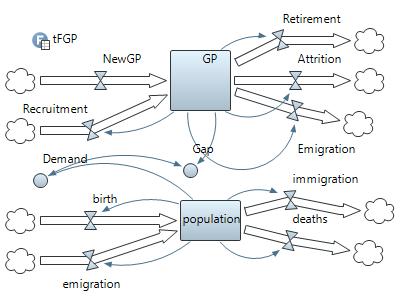 Retirement
tFGP
NewGP
GP
Attrition
Recruitment
Emigration
Demand
Gap
immigration
birth
population
deaths
emigration